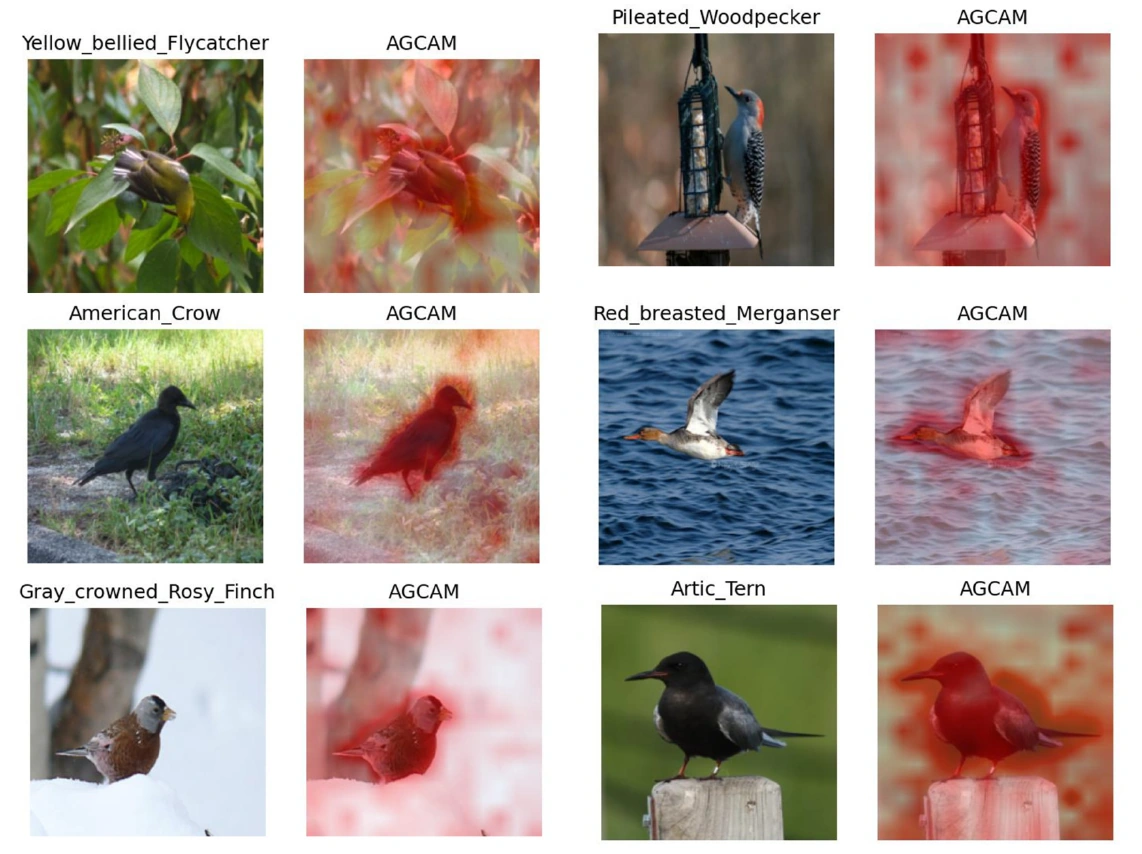 Yellow_bellied_Flycatcher
AGCAM
Pileated_Woodpecker
AGCAM
American_Crow
AGCAM
Red_breasted_Merganser
AGCAM
Gray_crowned_Rosy_Finch
AGCAM
Artic_Tern
AGCAM